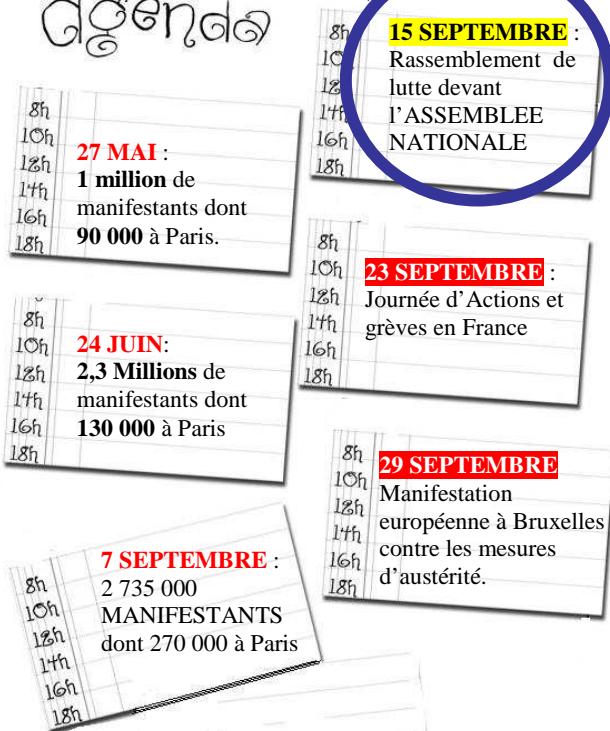 agenda
8h
10h
12h
14h
16h
18h
27 MAI :
1 million de
manifestants dont
90 000 à Paris.
8h
10h
12h
14h
16h
18h
24 JUIN:
2,3 Millions de
manifestants dont
130 000 à Paris
8h
10h
12h
14h
16h
18h
7 SEPTEMBRE :
2 735 000
MANIFESTANTS
dont 270 000 à Paris
8h
10h
12h
14h
16h
18h
15 SEPTEMBRE :
Rassemblement de
lutte devant
l’ASSEMBLEE
NATIONALE
8h
10h
12h
14h
16h
18h
23 SEPTEMBRE :
Journée d’Actions et
grèves en France
8h
10h
12h
14h
16h
18h
29 SEPTEMBRE
Manifestation
européenne à Bruxelles
contre les mesures
d’austérité.